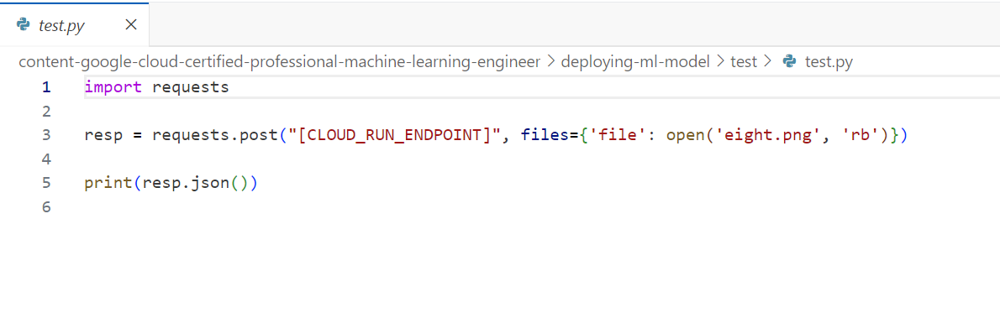 test.py
content-google-cloud-certified-professional-machine-learning-engineer > deploying-ml-model > test > test.py
1 import requests
2
3 resp = requests.post("[CLOUD_RUN_ENDPOINT]", files={'file': open('eight.png', 'rb')})
4
5 print(resp.json())
6